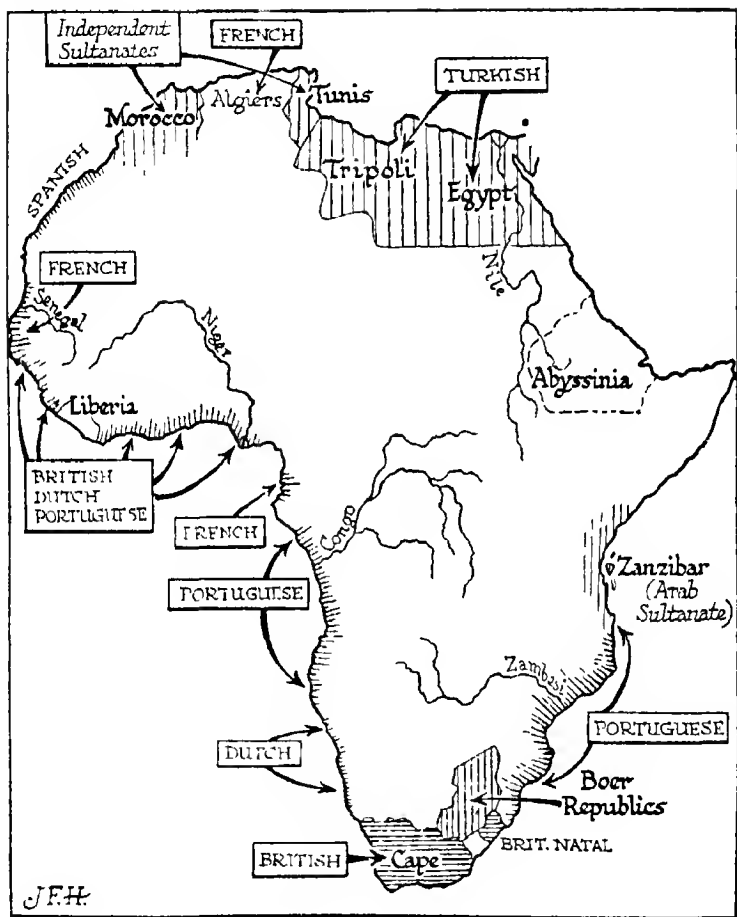 Independent
Sultanates
FRENCH
TURKISH
Morocco
Algiers
Tunis
Tripoli
Egypt
SPANISH
Nile
FRENCH
Senegal
Niger
Liberia
Abyssinia
BRITISH
DUTCH
PORTUGUESE
FRENCH
Congo
PORTUGUESE
Zanzibar
(Arab
Sultanate)
Zambesi
PORTUGUESE
DUTCH
Boer
Republics
BRITISH
Cape
BRIT. NATAL
J.F.H.